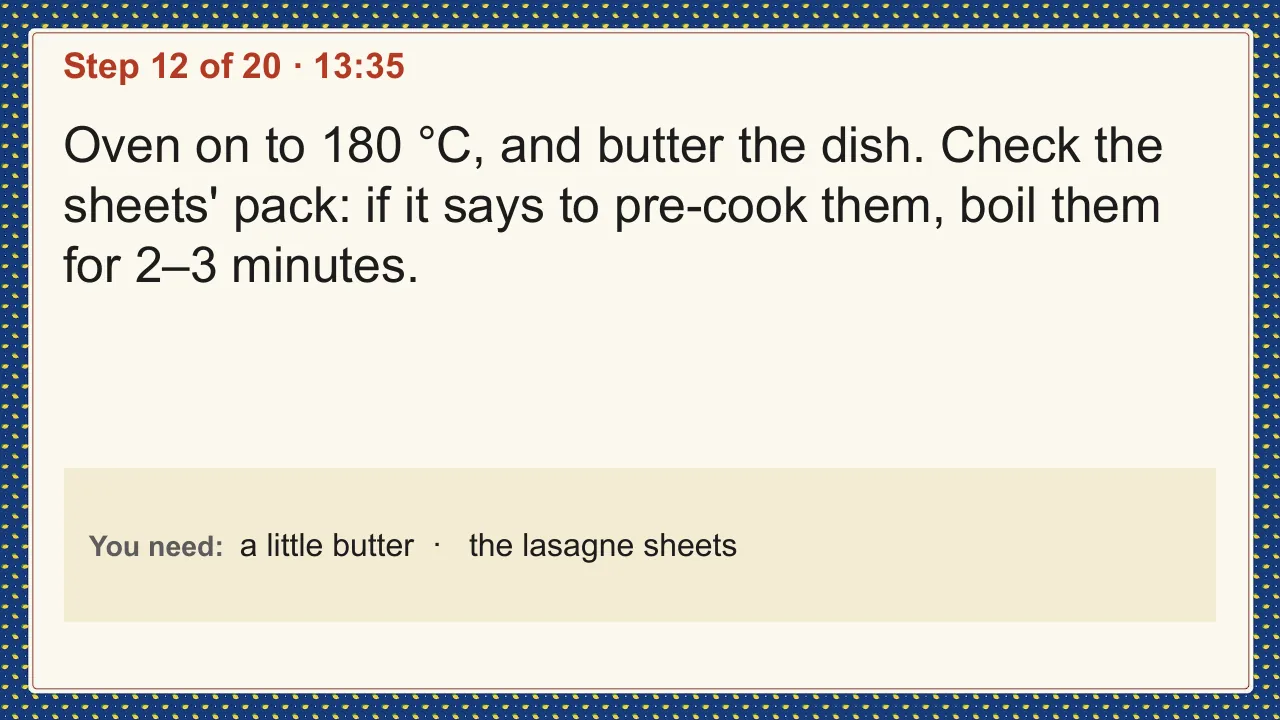 Step 12 of 20 · 13:35
Oven on to 180 °C, and butter the dish. Check the
sheets' pack: if it says to pre-cook them, boil them
for 2–3 minutes.
You need: a little butter · the lasagne sheets